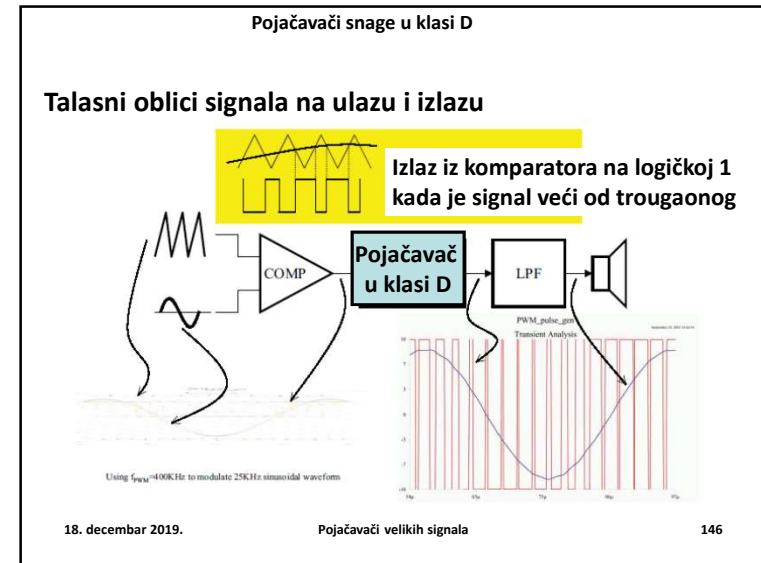 Pojačavači snage u klasi D
Talasni oblici signala na ulazu i izlazu
Izlaz iz komparatora na logičkoj 1
kada je signal veći od trougaonog
COMP
Pojačavač
u klasi D
LPF
PWM_pulse_gen
Transient Analysis
Using fPWM=400KHz to modulate 25KHz sinusoidal waveform
18. decembar 2019.
Pojačavači velikih signala
146